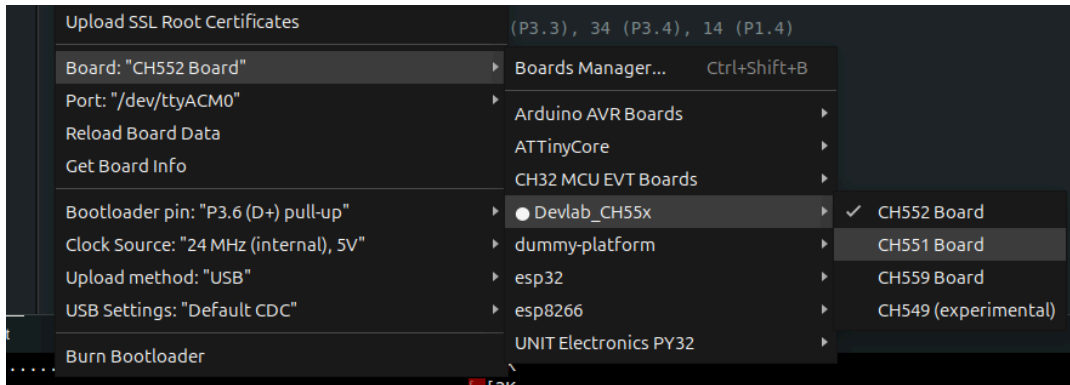 Upload SSL Root Certificates
(P3.3), 34 (P3.4), 14 (P1.4)
Board: "CH552 Board"
Port: "/dev/ttyACM0"
Reload Board Data
Get Board Info
Bootloader pin: "P3.6 (D+) pull-up"
Clock Source: "24 MHz (internal), 5V"
Upload method: "USB"
USB Settings: "Default CDC"
Burn Bootloader
Boards Manager... Ctrl+Shift+B
Arduino AVR Boards
ATTinyCore
CH32 MCU EVT Boards
Devlab_CH55x
dummy-platform
esp32
esp8266
UNIT Electronics PY32
CH552 Board
CH551 Board
CH559 Board
CH549 (experimental)